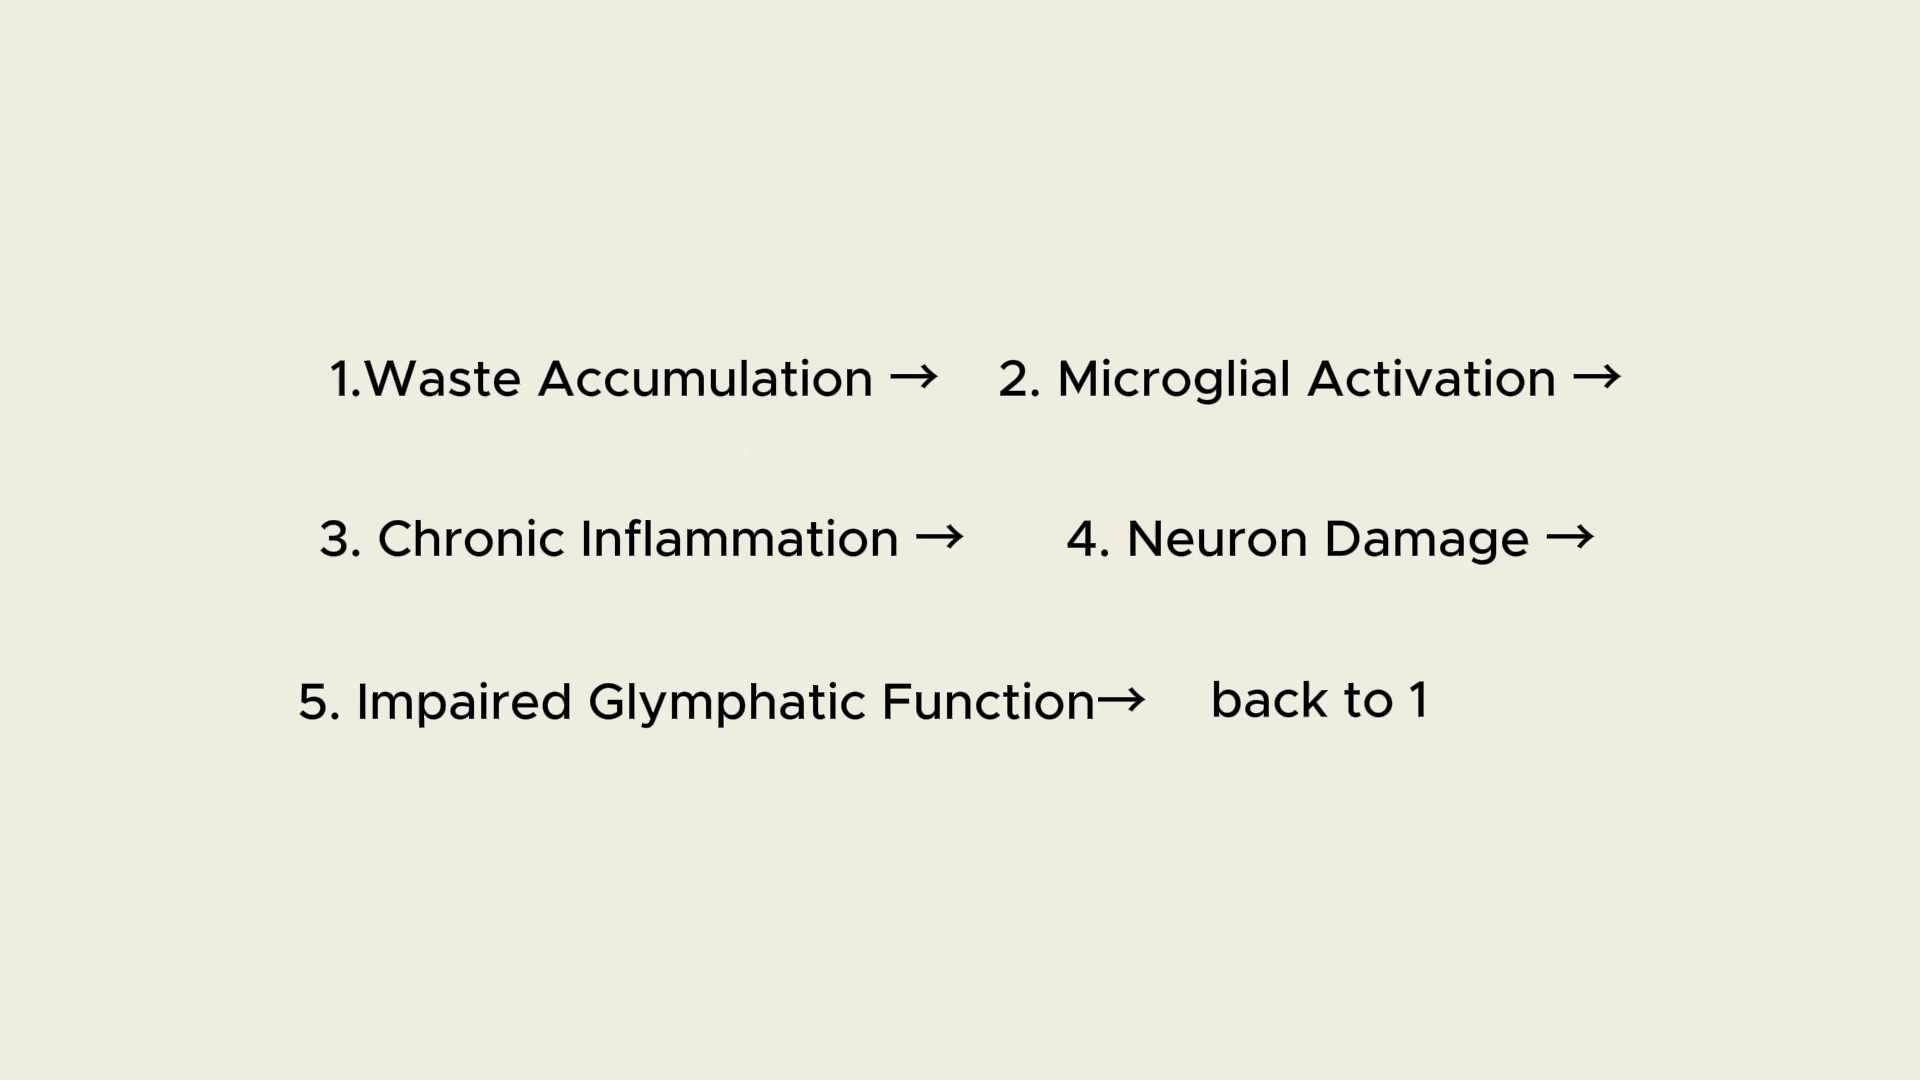 1.Waste Accumulation → 2. Microglial Activation →
3. Chronic Inflammation → 4. Neuron Damage →
5. Impaired Glymphatic Function→ back to 1